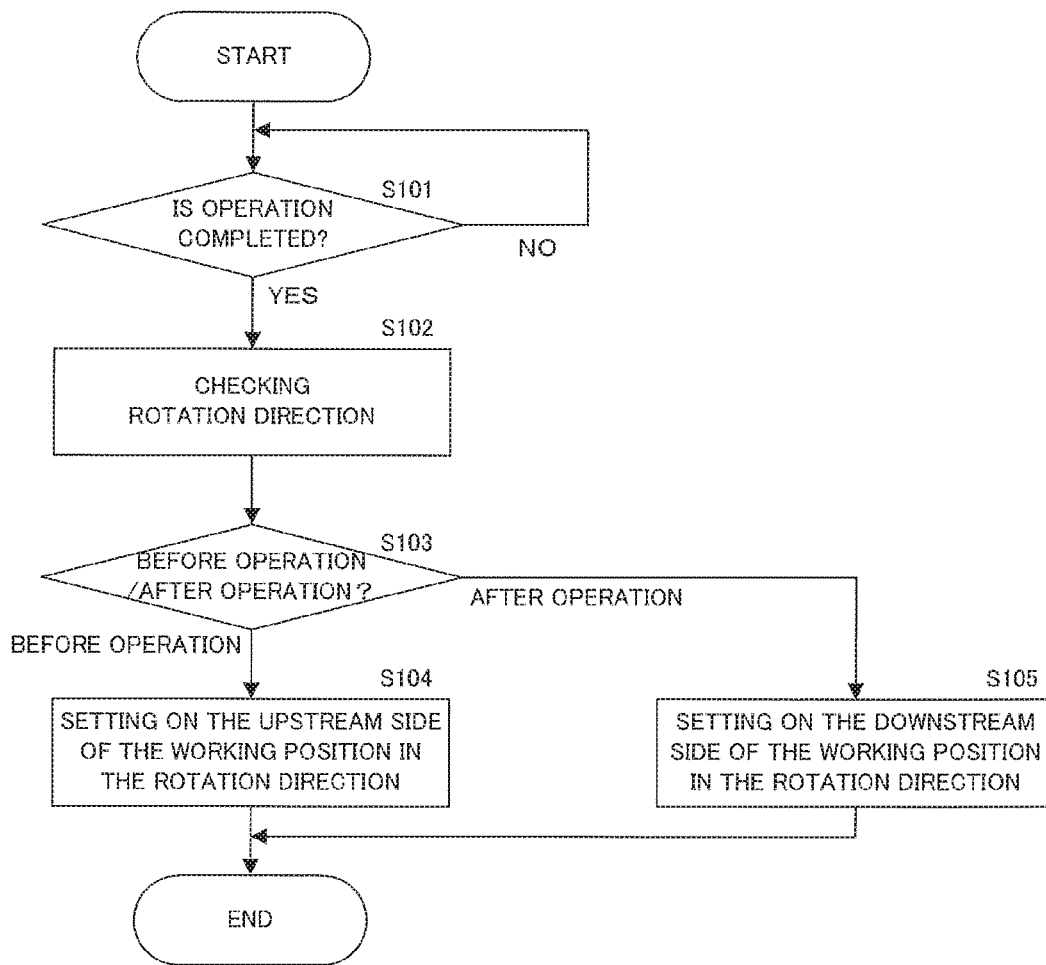 START
S101
IS OPERATION
COMPLETED?
NO
YES
S102
CHECKING
ROTATION DIRECTION
S103
BEFORE OPERATION
/AFTER OPERATION?
AFTER OPERATION
BEFORE OPERATION
S104
SETTING ON THE UPSTREAM SIDE
OF THE WORKING POSITION IN
THE ROTATION DIRECTION
S105
SETTING ON THE DOWNSTREAM
SIDE OF THE WORKING POSITION
IN THE ROTATION DIRECTION
END